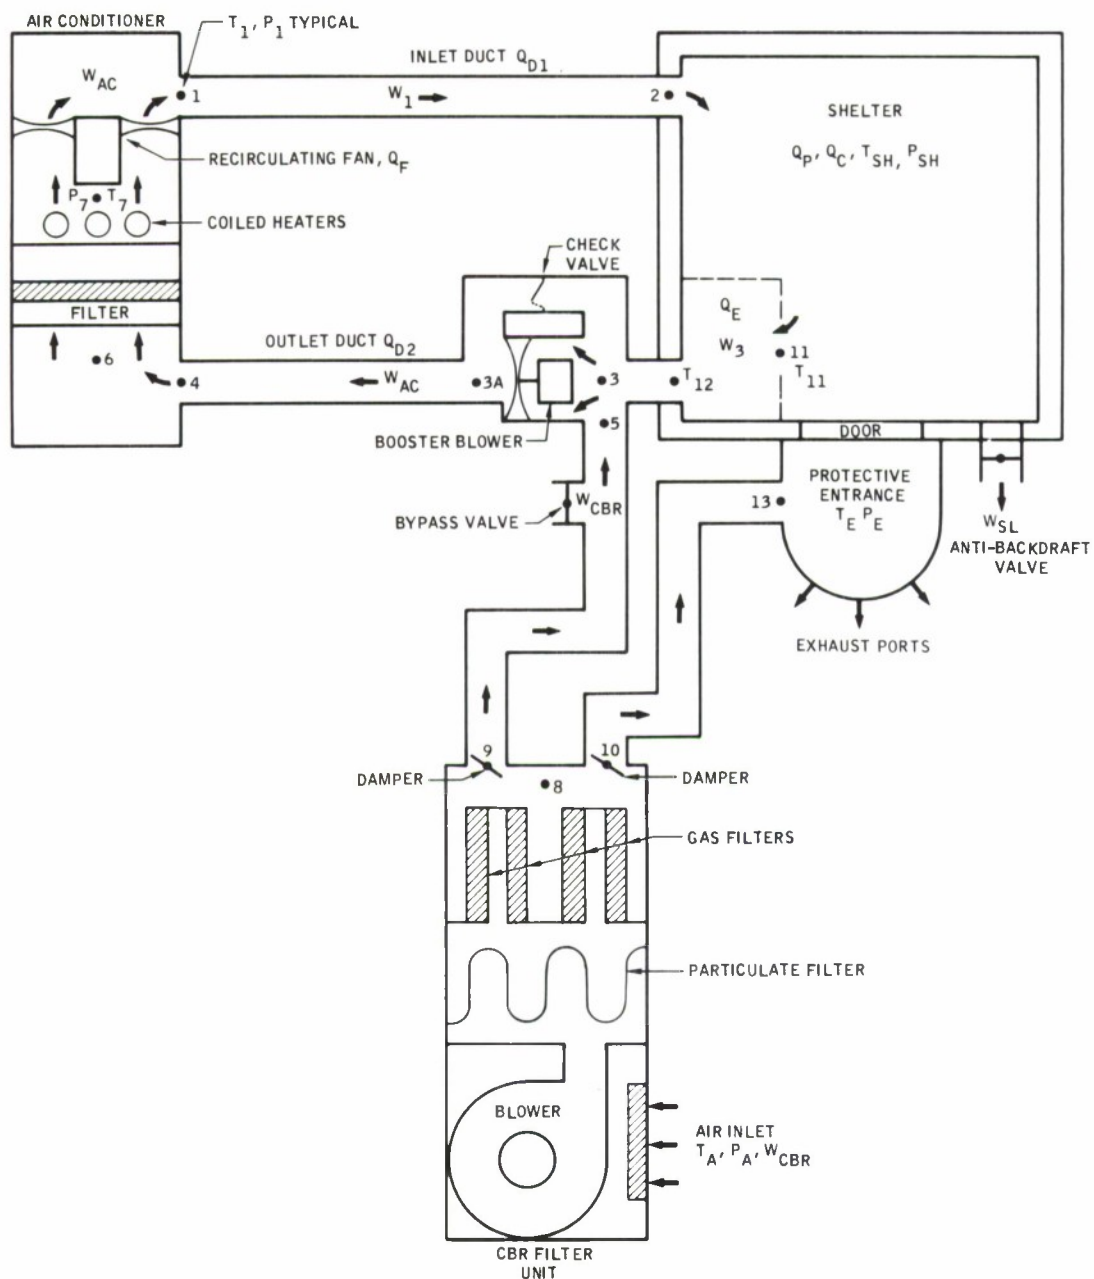 AIR CONDITIONER
T1, P1 TYPICAL
INLET DUCT QD1
WAC
1
W1
2
SHELTER
QP, QC, TSH, PSH
RECIRCULATING FAN, QF
P7 T7
COILED HEATERS
CHECK
VALVE
FILTER
OUTLET DUCT QD2
QE
W3
11
T11
6
4
WAC
3A
3
T12
5
BOOSTER BLOWER
DOOR
PROTECTIVE
ENTRANCE
TE PE
13
WCBR
BYPASS VALVE
WSL
ANTI-BACKDRAFT
VALVE
EXHAUST PORTS
9
10
DAMPER
8
DAMPER
GAS FILTERS
PARTICULATE FILTER
BLOWER
AIR INLET
TA, PA, WCBR
CBR FILTER
UNIT